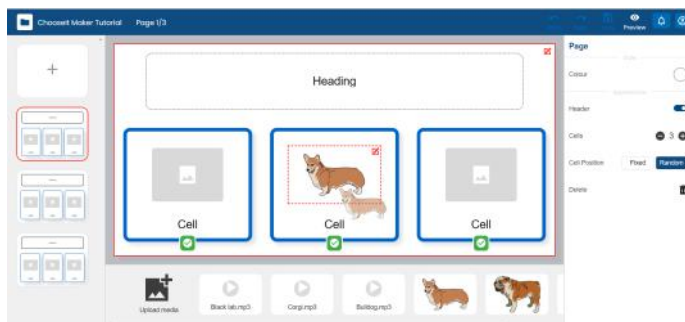 ChooseIt Maker Tutorial Page 1/3
Preview
Page
Colour
Heading
Header
Cells 3
Cell Position Fixed Random
Delete
Cell Cell Cell
Upload media Black lab.mp3 Corgi.mp3 Bulldog.mp3